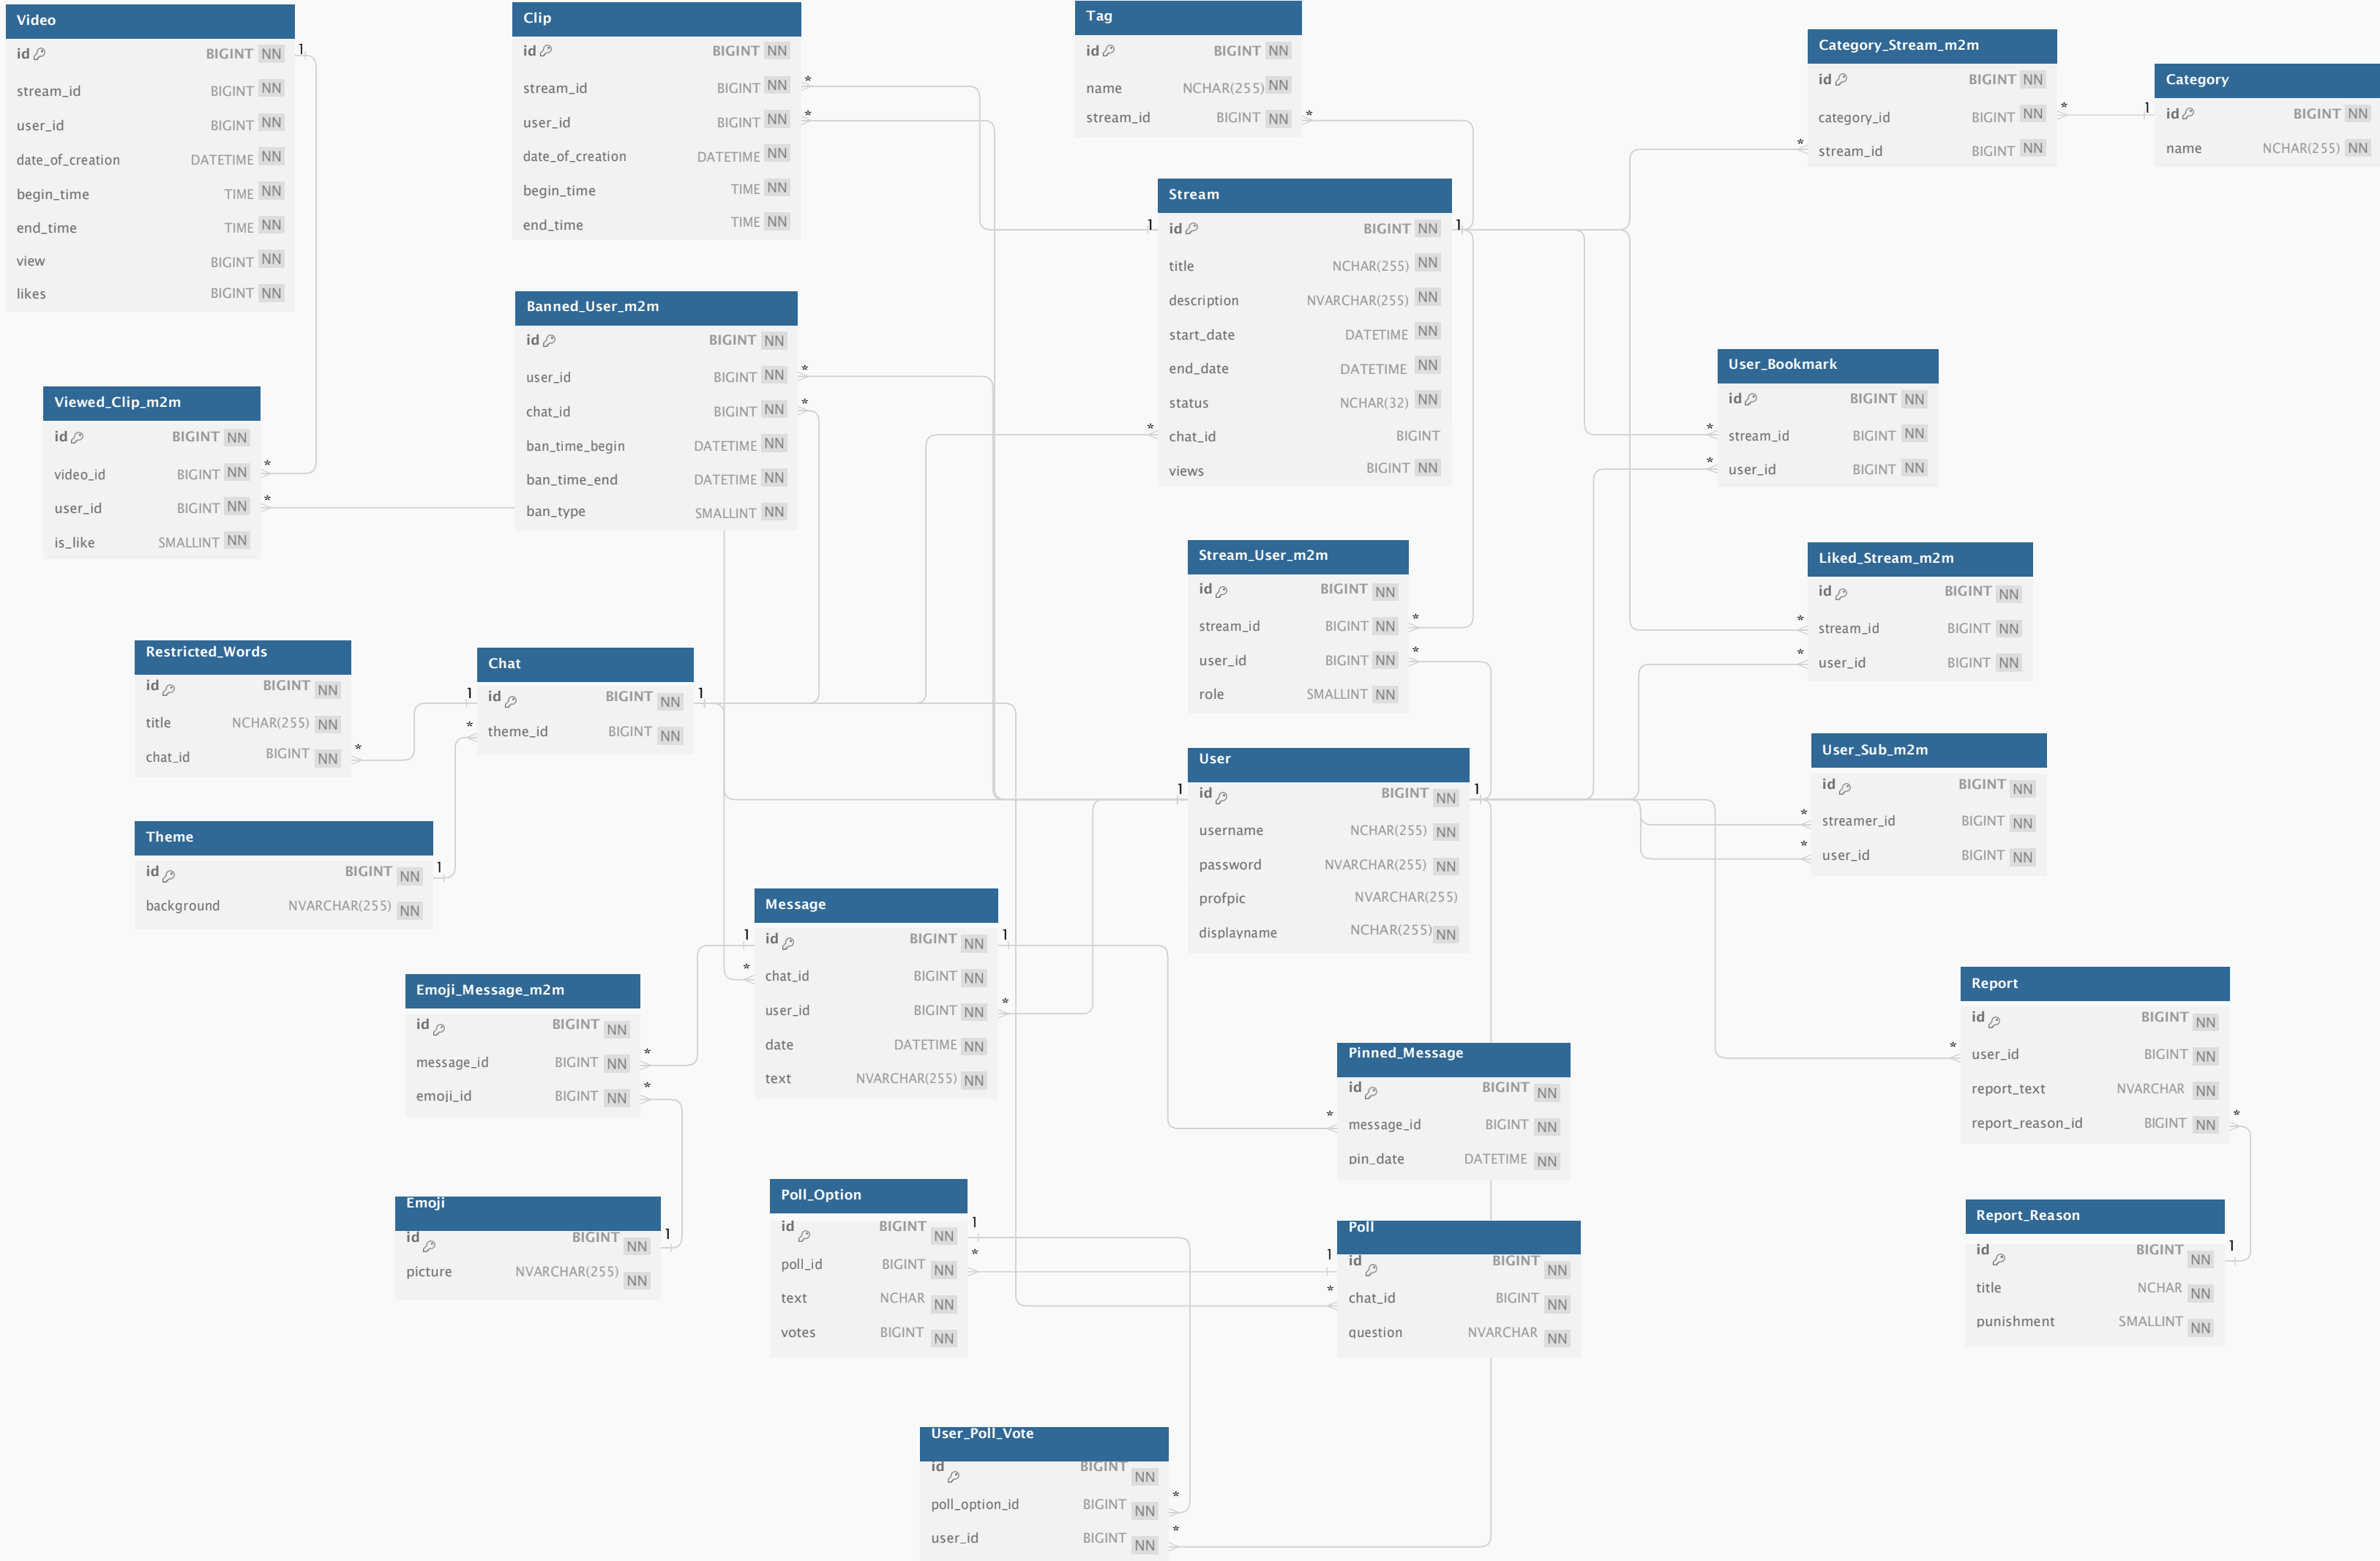 Video
id BIGINT NN
stream_id BIGINT NN
user_id BIGINT NN
date_of_creation DATETIME NN
begin_time TIME NN
end_time TIME NN
view BIGINT NN
likes BIGINT NN
1
Clip
id BIGINT NN
stream_id BIGINT NN *
user_id BIGINT NN *
date_of_creation DATETIME NN
begin_time TIME NN
end_time TIME NN
Tag
id BIGINT NN
name NCHAR(255) NN
stream_id BIGINT NN *
Category_Stream_m2m
id BIGINT NN
category_id BIGINT NN *
* stream_id BIGINT NN
Category
1 id BIGINT NN
name NCHAR(255) NN
Stream
1 id BIGINT NN 1
title NCHAR(255) NN
description NVARCHAR(255) NN
start_date DATETIME NN
end_date DATETIME NN
status NCHAR(32) NN
* chat_id BIGINT
views BIGINT NN
Banned_User_m2m
id BIGINT NN
user_id BIGINT NN *
chat_id BIGINT NN *
ban_time_begin DATETIME NN
ban_time_end DATETIME NN
ban_type SMALLINT NN
Viewed_Clip_m2m
id BIGINT NN
video_id BIGINT NN *
user_id BIGINT NN *
is_like SMALLINT NN
User_Bookmark
id BIGINT NN
* stream_id BIGINT NN
* user_id BIGINT NN
Stream_User_m2m
id BIGINT NN
stream_id BIGINT NN *
user_id BIGINT NN *
role SMALLINT NN
Liked_Stream_m2m
id BIGINT NN
* stream_id BIGINT NN
* user_id BIGINT NN
Restricted_Words
id BIGINT NN
title NCHAR(255) NN
chat_id BIGINT NN *
Chat
1 id BIGINT NN 1
* theme_id BIGINT NN
User
1 id BIGINT NN 1
username NCHAR(255) NN
password NVARCHAR(255) NN
profpic NVARCHAR(255)
displayname NCHAR(255) NN
User_Sub_m2m
id BIGINT NN
* streamer_id BIGINT NN
* user_id BIGINT NN
Theme
id BIGINT NN 1
background NVARCHAR(255) NN
Message
1 id BIGINT NN 1
* chat_id BIGINT NN
user_id BIGINT NN *
date DATETIME NN
text NVARCHAR(255) NN
Emoji_Message_m2m
id BIGINT NN
message_id BIGINT NN *
emoji_id BIGINT NN *
Report
id BIGINT NN
* user_id BIGINT NN
report_text NVARCHAR NN
report_reason_id BIGINT NN *
Pinned_Message
id BIGINT NN
* message_id BIGINT NN
pin_date DATETIME NN
Emoji
id BIGINT NN 1
picture NVARCHAR(255) NN
Poll_Option
id BIGINT NN 1
poll_id BIGINT NN *
text NCHAR NN
votes BIGINT NN
Poll
1 id BIGINT NN
* chat_id BIGINT NN
question NVARCHAR NN
Report_Reason
id BIGINT NN 1
title NCHAR NN
punishment SMALLINT NN
User_Poll_Vote
id BIGINT NN
poll_option_id BIGINT NN *
user_id BIGINT NN *